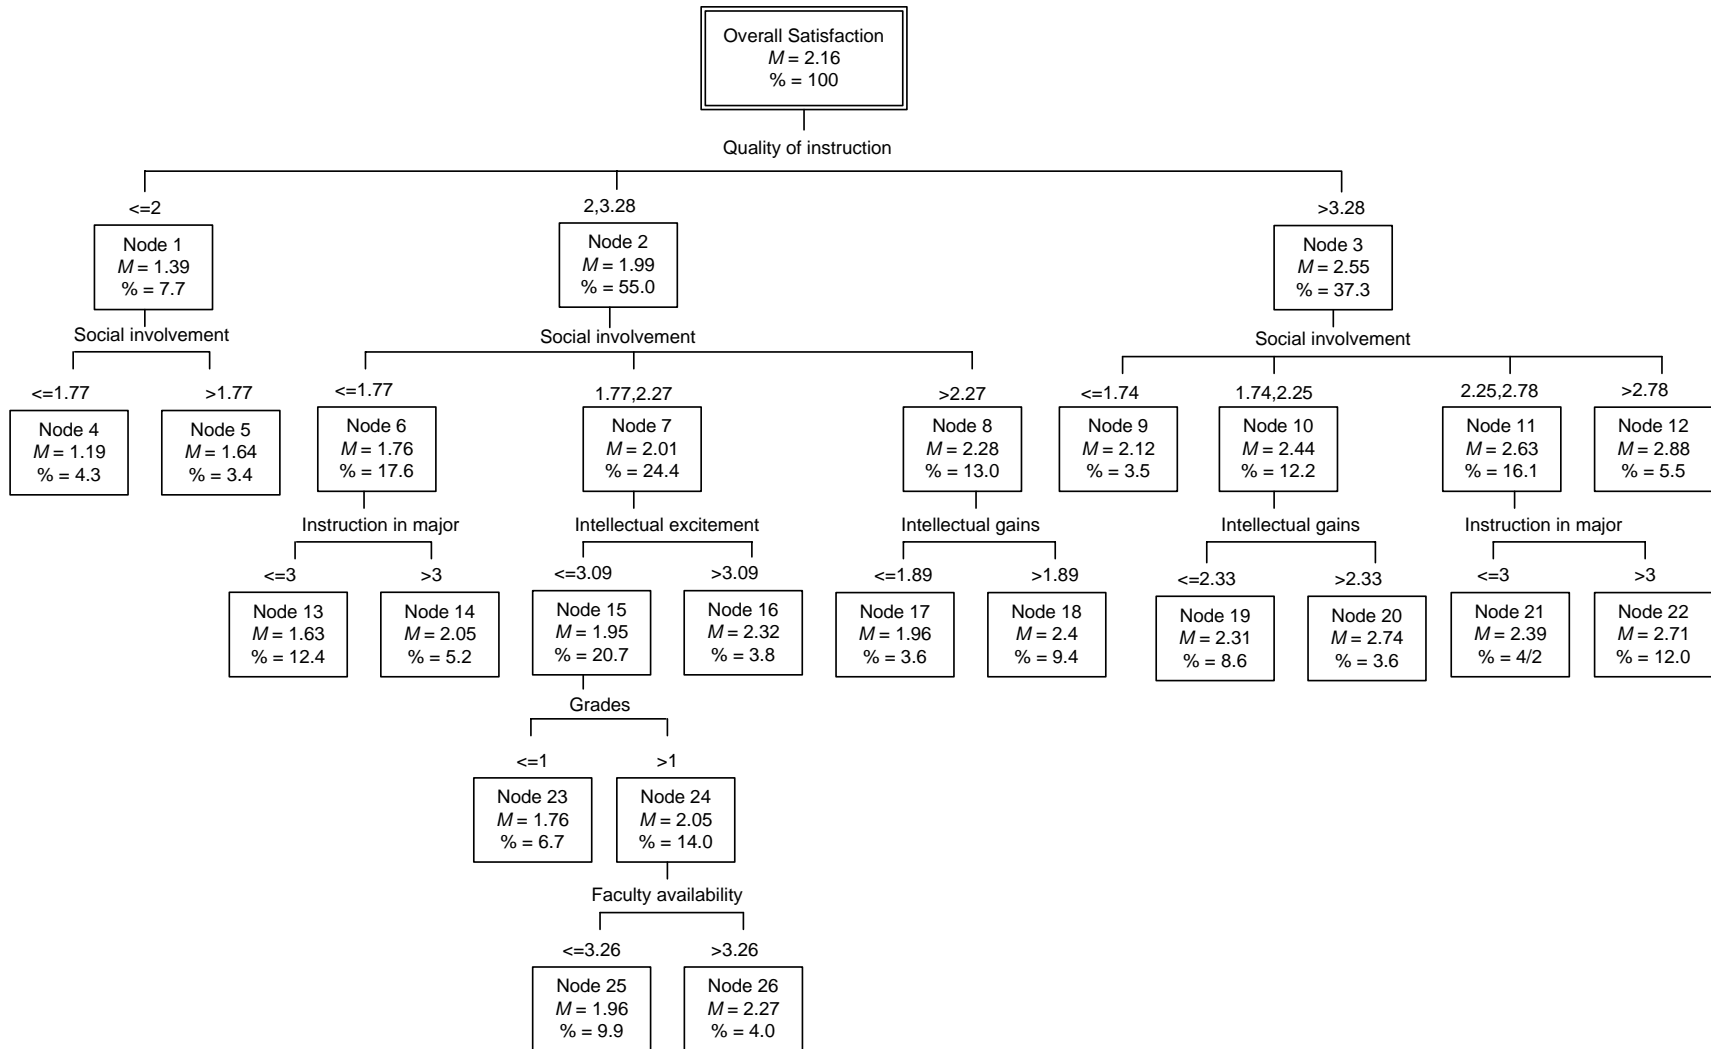 Overall Satisfaction
M = 2.16
% = 100
Quality of instruction
<=2
2,3.28
>3.28
Node 1
M = 1.39
% = 7.7
Node 2
M = 1.99
% = 55.0
Node 3
M = 2.55
% = 37.3
Social involvement
Social involvement
Social involvement
<=1.77
>1.77
<=1.77
1.77,2.27
>2.27
<=1.74
1.74,2.25
2.25,2.78
>2.78
Node 4
M = 1.19
% = 4.3
Node 5
M = 1.64
% = 3.4
Node 6
M = 1.76
% = 17.6
Node 7
M = 2.01
% = 24.4
Node 8
M = 2.28
% = 13.0
Node 9
M = 2.12
% = 3.5
Node 10
M = 2.44
% = 12.2
Node 11
M = 2.63
% = 16.1
Node 12
M = 2.88
% = 5.5
Instruction in major
Intellectual excitement
Intellectual gains
Intellectual gains
Instruction in major
<=3
>3
<=3.09
>3.09
<=1.89
>1.89
<=2.33
>2.33
<=3
>3
Node 13
M = 1.63
% = 12.4
Node 14
M = 2.05
% = 5.2
Node 15
M = 1.95
% = 20.7
Node 16
M = 2.32
% = 3.8
Node 17
M = 1.96
% = 3.6
Node 18
M = 2.4
% = 9.4
Node 19
M = 2.31
% = 8.6
Node 20
M = 2.74
% = 3.6
Node 21
M = 2.39
% = 4/2
Node 22
M = 2.71
% = 12.0
Grades
<=1
>1
Node 23
M = 1.76
% = 6.7
Node 24
M = 2.05
% = 14.0
Faculty availability
<=3.26
>3.26
Node 25
M = 1.96
% = 9.9
Node 26
M = 2.27
% = 4.0